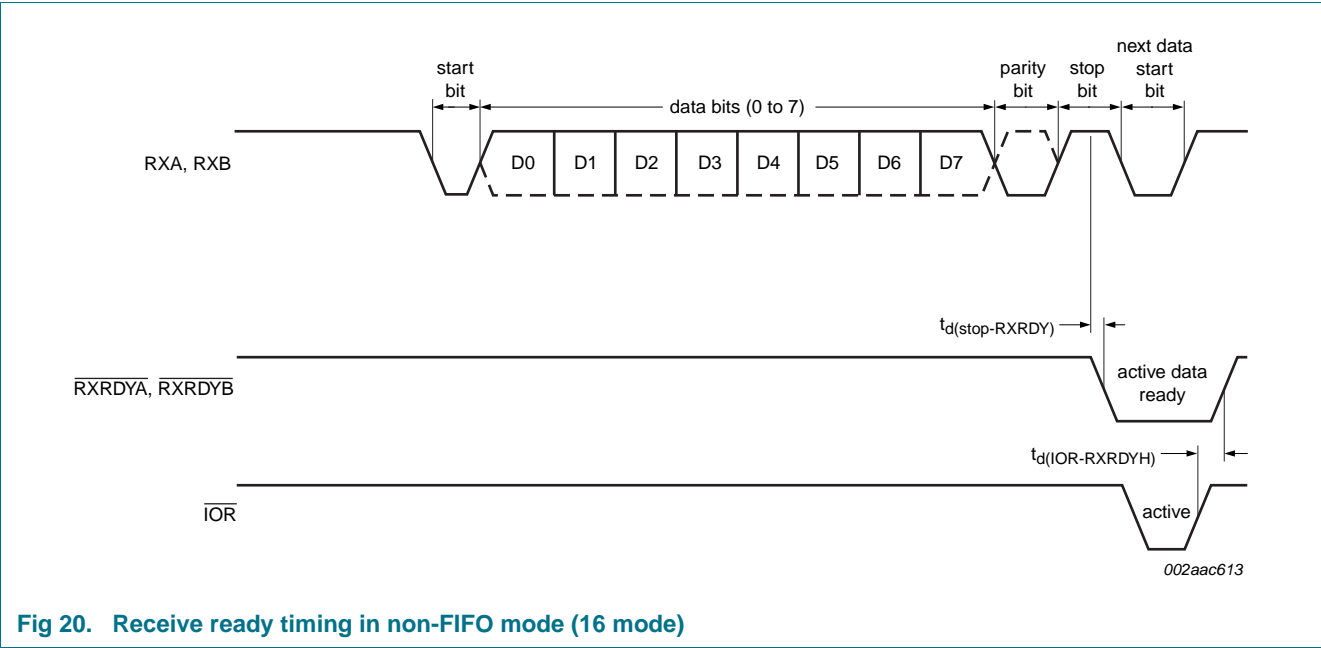 start
bit
data bits (0 to 7)
parity
bit
stop
bit
next data
start
bit
RXA, RXB
D0 D1 D2 D3 D4 D5 D6 D7
td(stop-RXRDY)
RXRDYA, RXRDYB
active data
ready
td(IOR-RXRDYH)
IOR
active
002aac613
Fig 20. Receive ready timing in non-FIFO mode (16 mode)